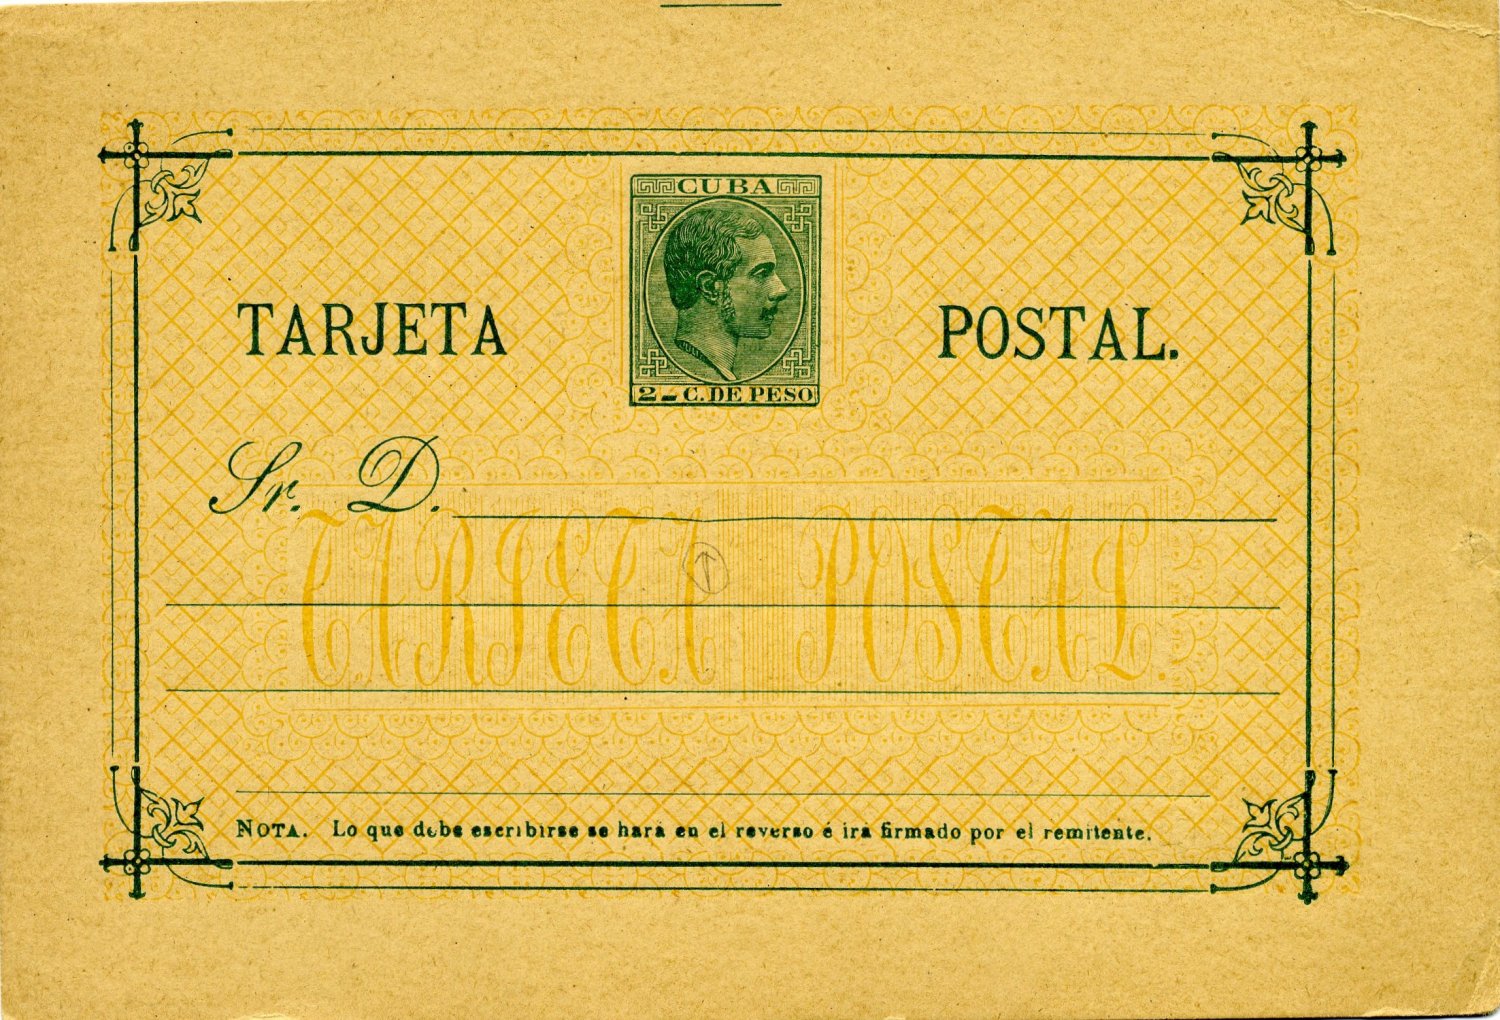 CUBA
TARJETA POSTAL.
2 C. DE PESO
Sr. D.
TARJETA POSTAL.
NOTA. Lo que debe escribirse se hará en el reverso é ira firmado por el remitente.